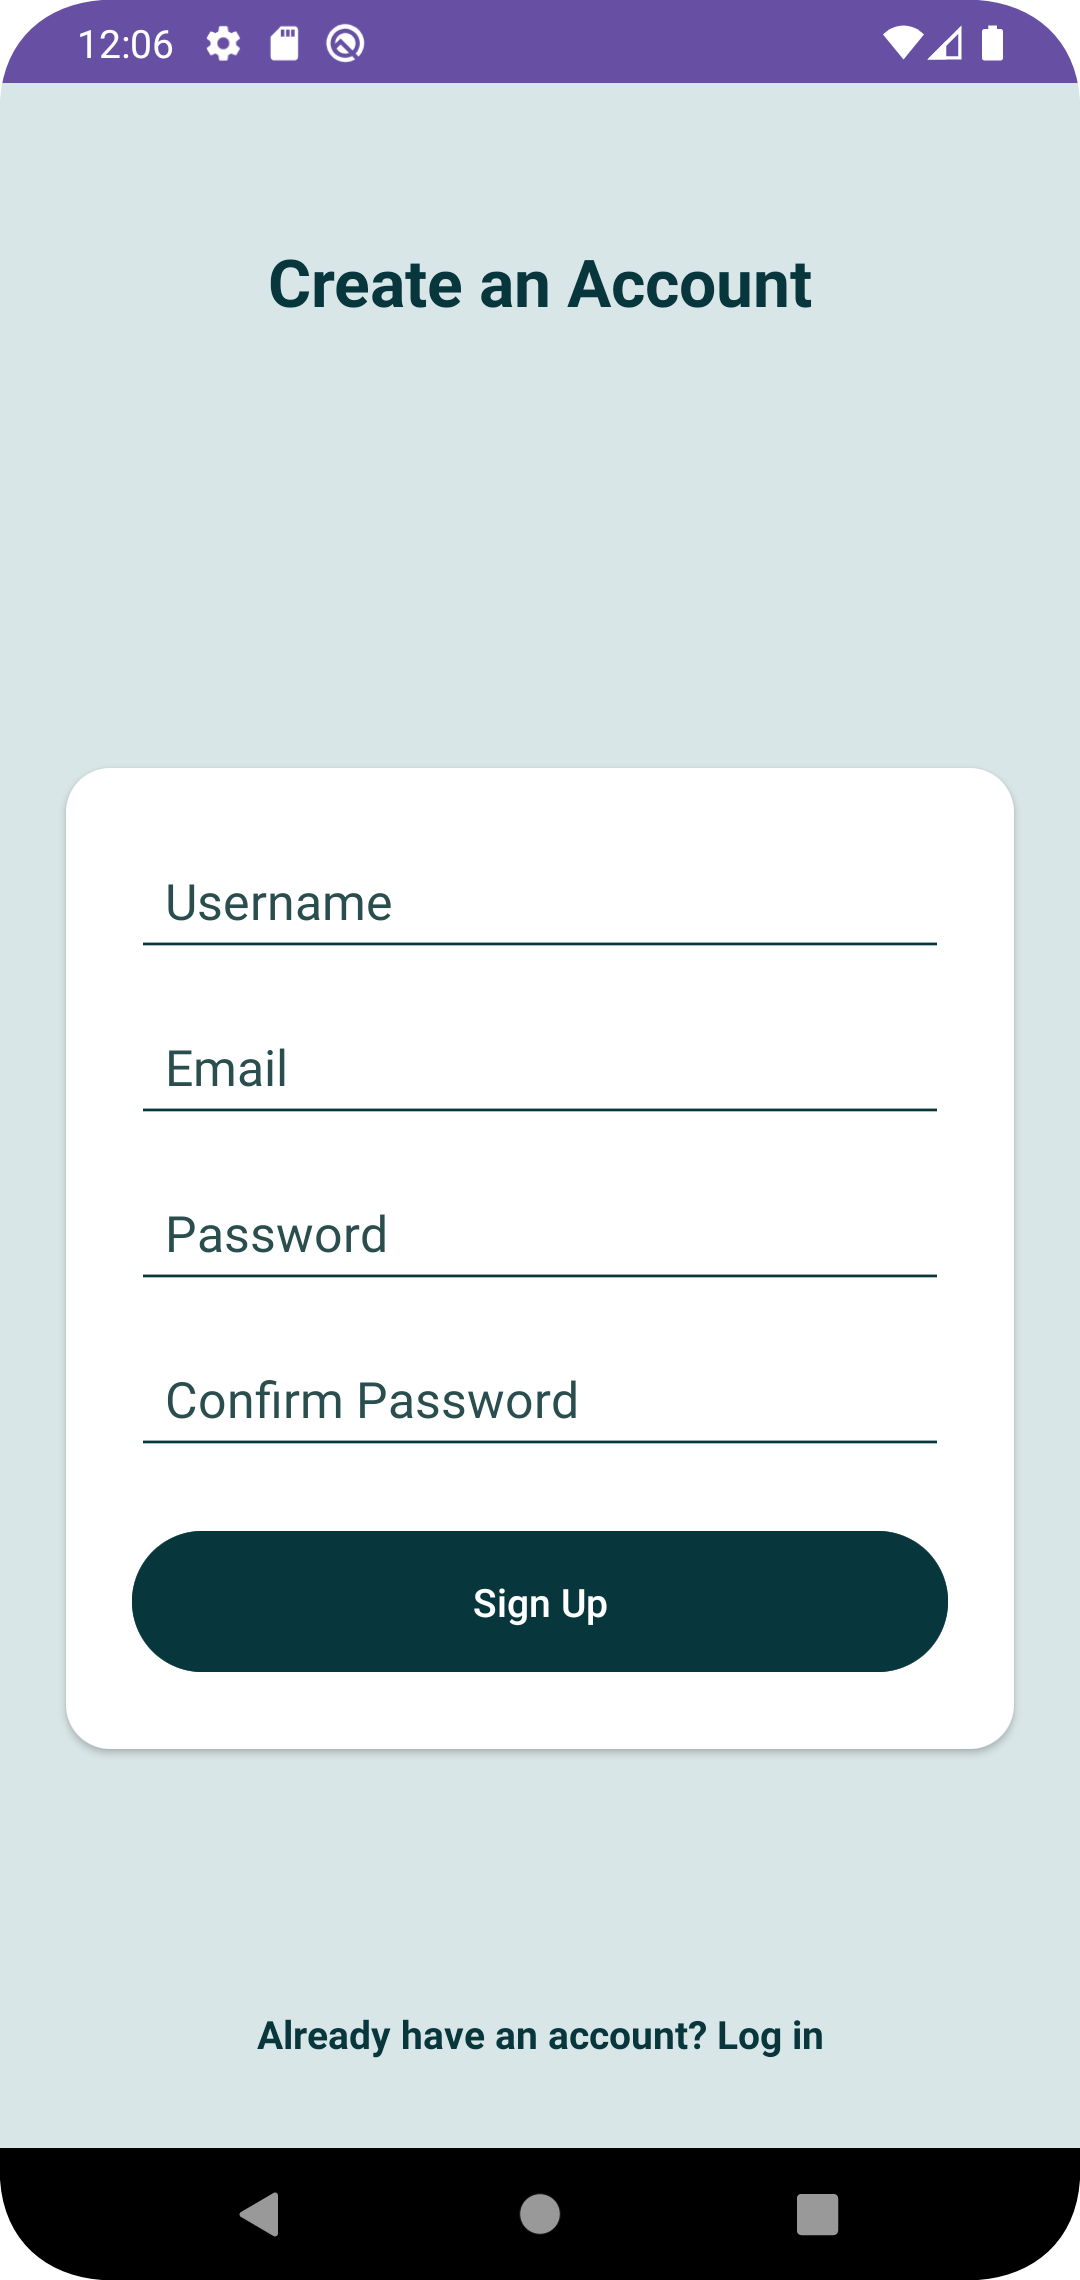 12:06
Create an Account
Username
Email
Password
Confirm Password
Sign Up
Already have an account? Log in